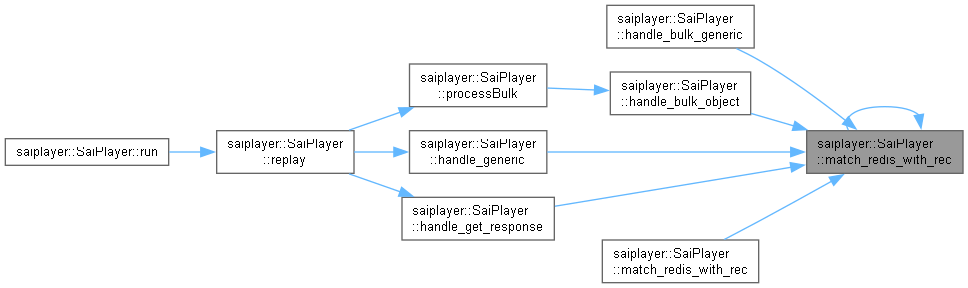 saiplayer::SaiPlayer::run
saiplayer::SaiPlayer
::replay
saiplayer::SaiPlayer
::processBulk
saiplayer::SaiPlayer
::handle_generic
saiplayer::SaiPlayer
::handle_get_response
saiplayer::SaiPlayer
::handle_bulk_generic
saiplayer::SaiPlayer
::handle_bulk_object
saiplayer::SaiPlayer
::match_redis_with_rec
saiplayer::SaiPlayer
::match_redis_with_rec